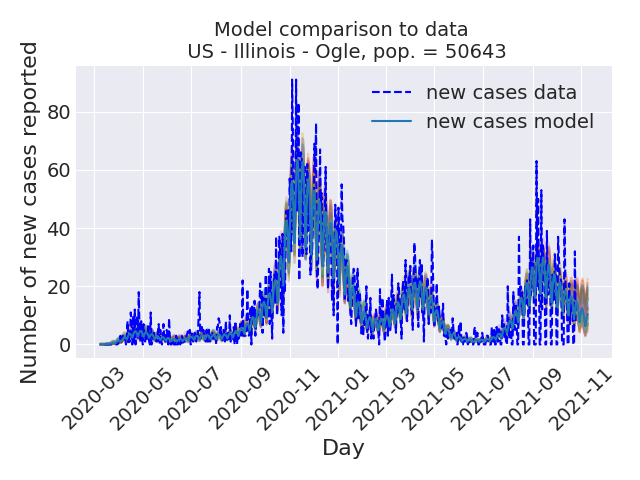 Model comparison to data
US - Illinois - Ogle, pop. = 50643
new cases data
new cases model
Number of new cases reported
80
60
40
20
0
2020-03
2020-05
2020-07
2020-09
2020-11
2021-01
2021-03
2021-05
2021-07
2021-09
2021-11
Day